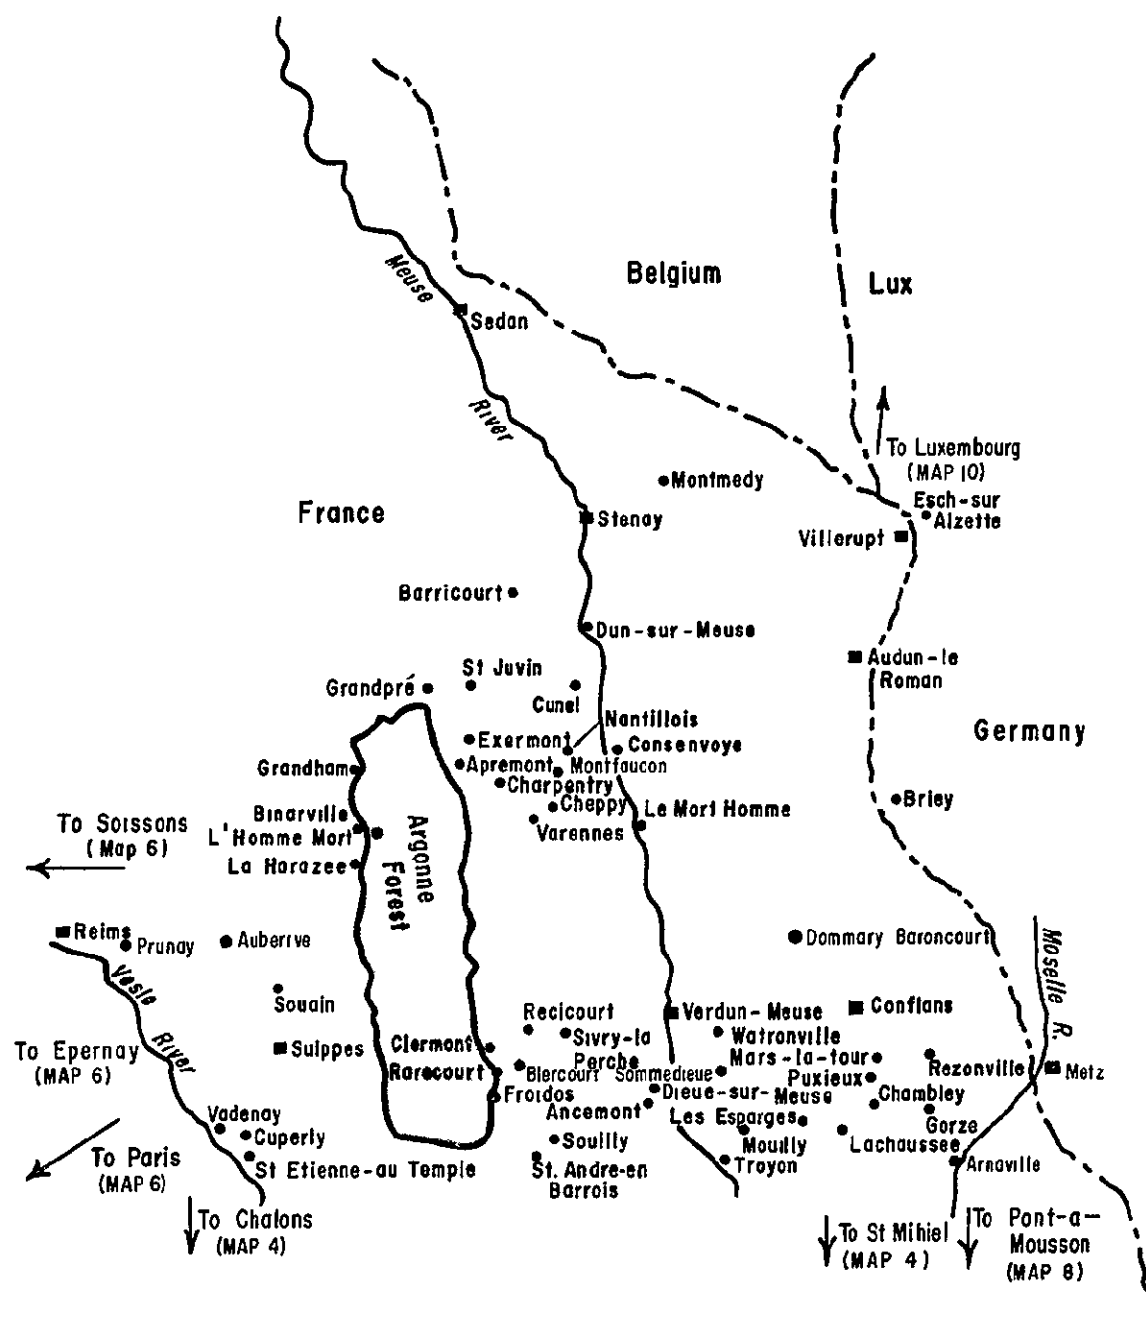 Belgium
Lux
Meuse
Sedan
River
To Luxembourg
(MAP 10)
Montmedy
Esch-sur
Alzette
France
Stenay
Villerupt
Barricourt
Dun-sur-Meuse
Audun-le
Roman
St Juvin
Grandpré
Cunel
Nantillois
Germany
Exermont
Consenvoye
Grandham
Apremont
Montfaucon
Charpentry
Briey
Binarville
Cheppy
Le Mort Homme
To Soissons
(Map 6)
L'Homme Mort
Varennes
La Harazee
Argonne
Forest
Reims
Prunay
Auberive
Dommary Baroncourt
Moselle R.
Vesle
River
Souain
Recicourt
Verdun-Meuse
Conflans
Sivry-la
Perche
Watronville
To Epernay
(MAP 6)
Suippes
Clermont
Mars-la-tour
Rezonville
Metz
Rarecourt
Blercourt
Sommedieue
Puxieux
Froidos
Dieue-sur-
Meuse
Chambley
Ancemont
Les Esparges
Gorze
Vadenay
Cuperly
Souilly
Mouilly
Lachaussee
To Paris
(MAP 6)
St Etienne-au Temple
St. Andre-en
Barrois
Troyon
Arnaville
To Chalons
(MAP 4)
To St Mihiel
(MAP 4)
To Pont-a-
Mousson
(MAP 8)